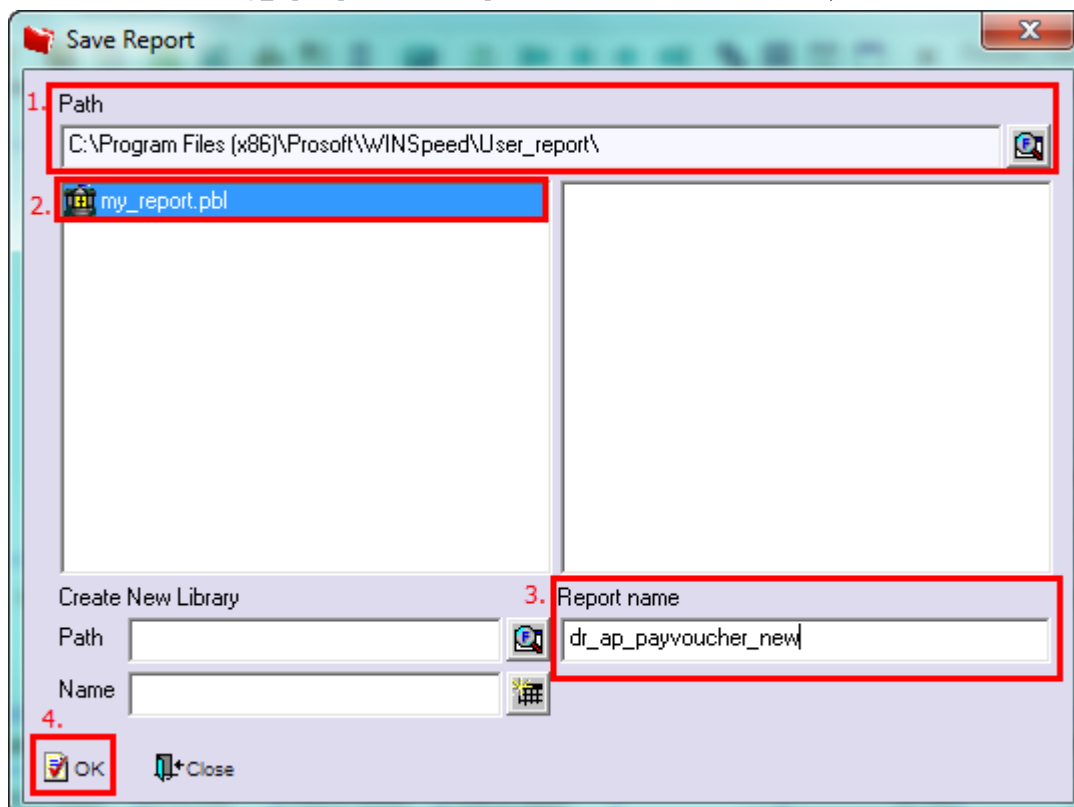 Save Report
1. Path
C:\Program Files (x86)\Prosoft\WINSpeed\User_report\
2. my_report.pbl
Create New Library
3. Report name
Path
dr_ap_payvoucher_new
Name
4.
OK Close